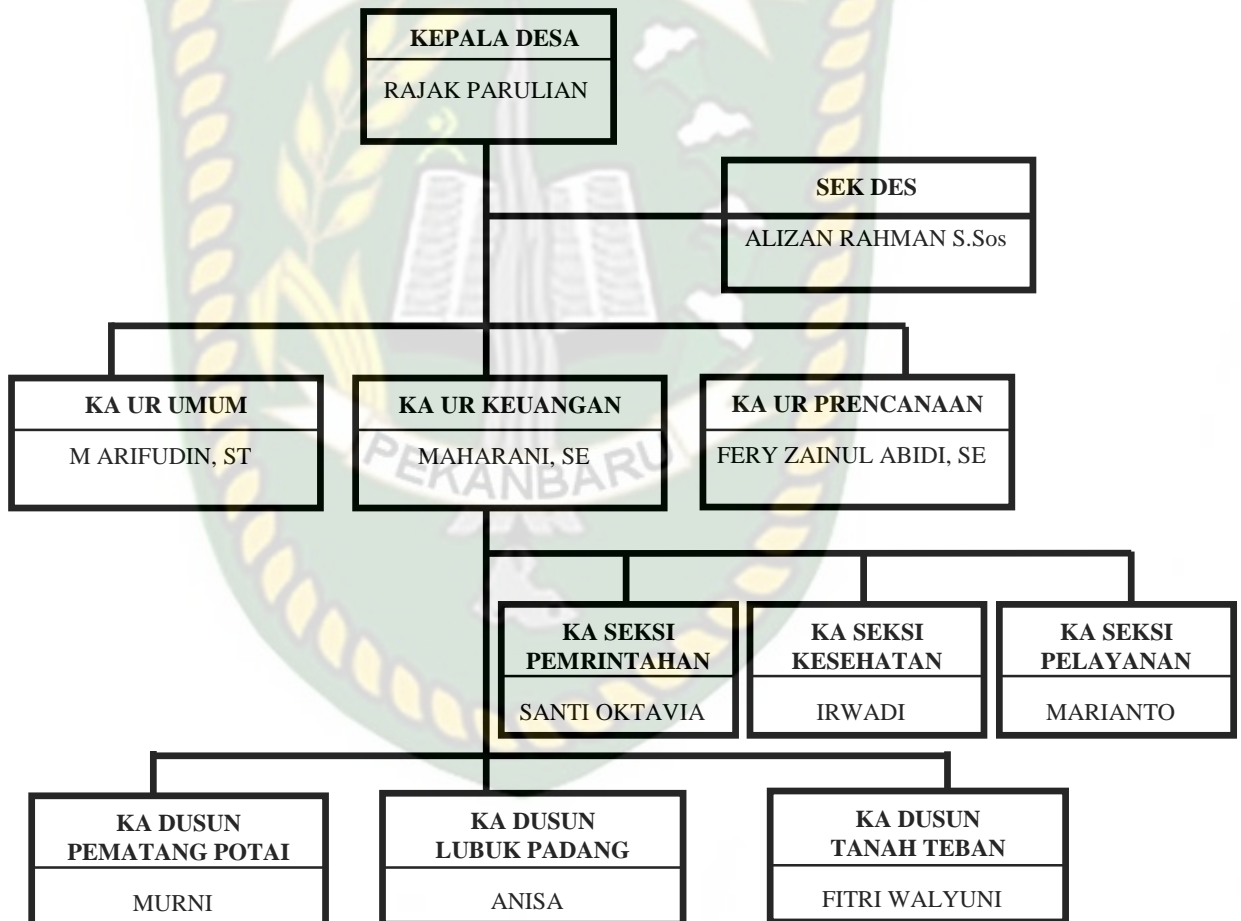 KEPALA DESA
RAJAK PARULIAN
SEK DES
ALIZAN RAHMAN S.Sos
KA UR UMUM
M ARIFUDIN, ST
KA UR KEUANGAN
MAHARANI, SE
KA UR PRENCANAAN
FERY ZAINUL ABIDI, SE
PEKANBARU
KA SEKSI
PEMRINTAHAN
SANTI OKTAVIA
KA SEKSI
KESEHATAN
IRWADI
KA SEKSI
PELAYANAN
MARIANTO
KA DUSUN
PEMATANG POTAI
MURNI
KA DUSUN
LUBUK PADANG
ANISA
KA DUSUN
TANAH TEBAN
FITRI WALYUNI